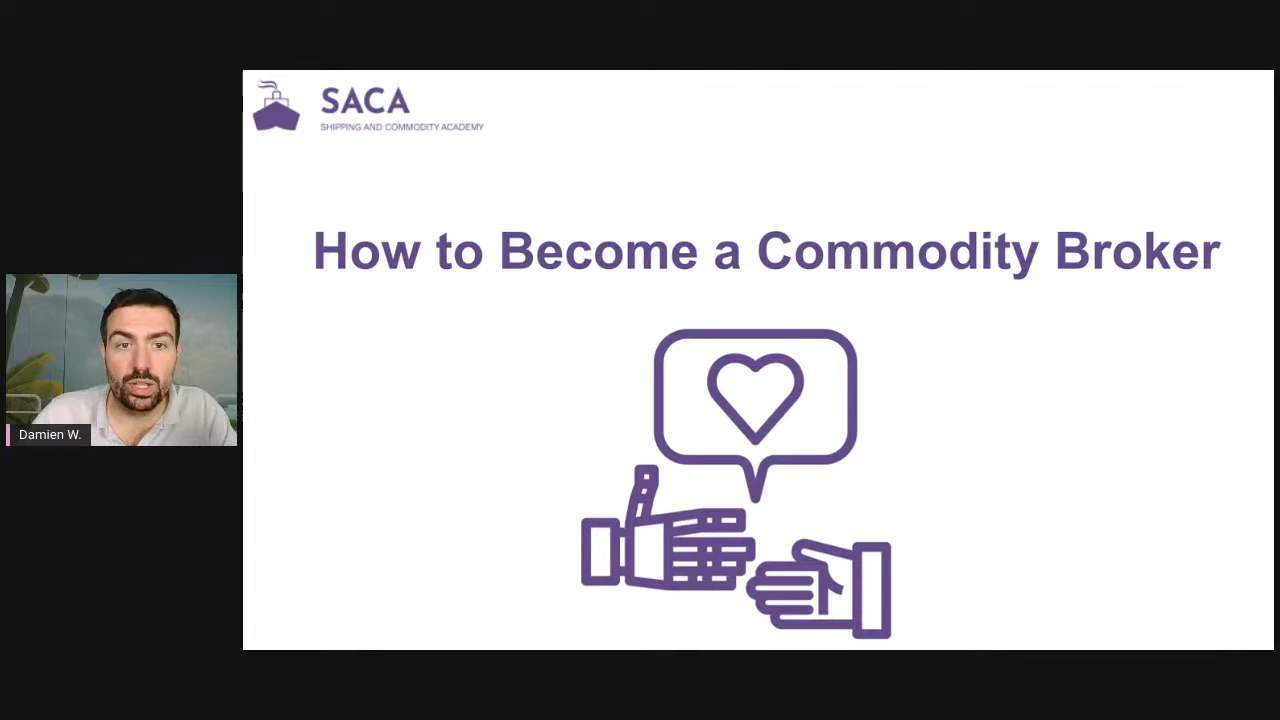 SACA
SHIPPING AND COMMODITY ACADEMY
How to Become a Commodity Broker
Damien W.